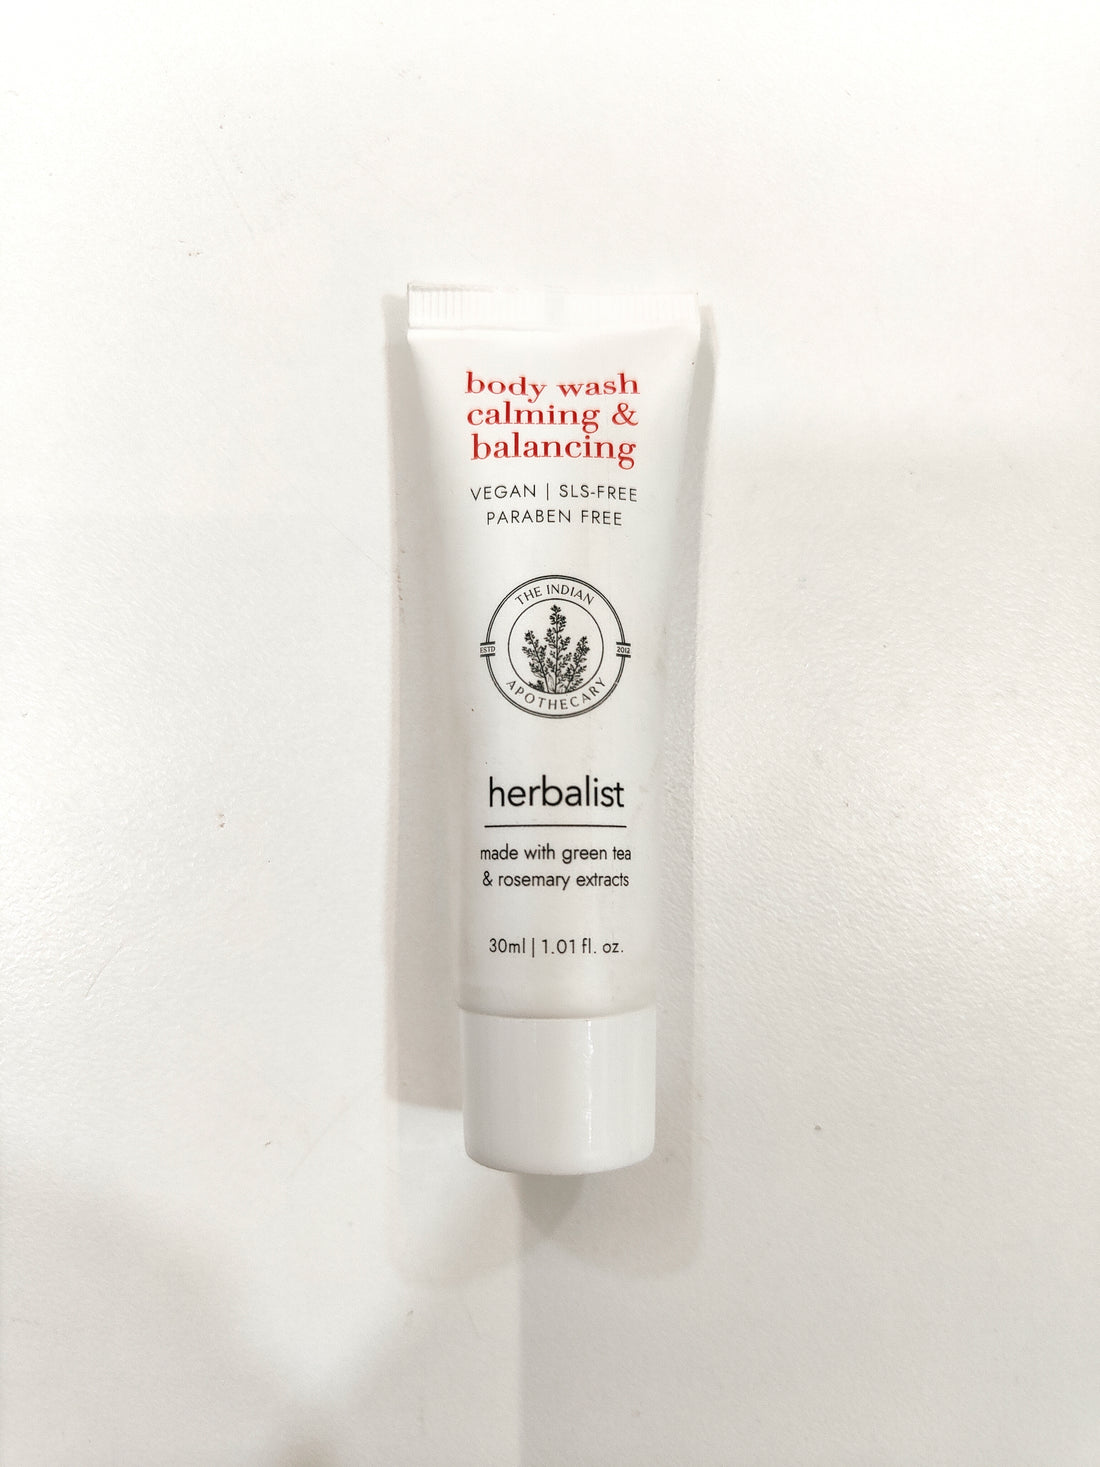 body wash
calming &
balancing
VEGAN | SLS-FREE
PARABEN FREE
THE INDIAN
ESTD 2012
APOTHECARY
herbalist
made with green tea
& rosemary extracts
30ml | 1.01 fl. oz.